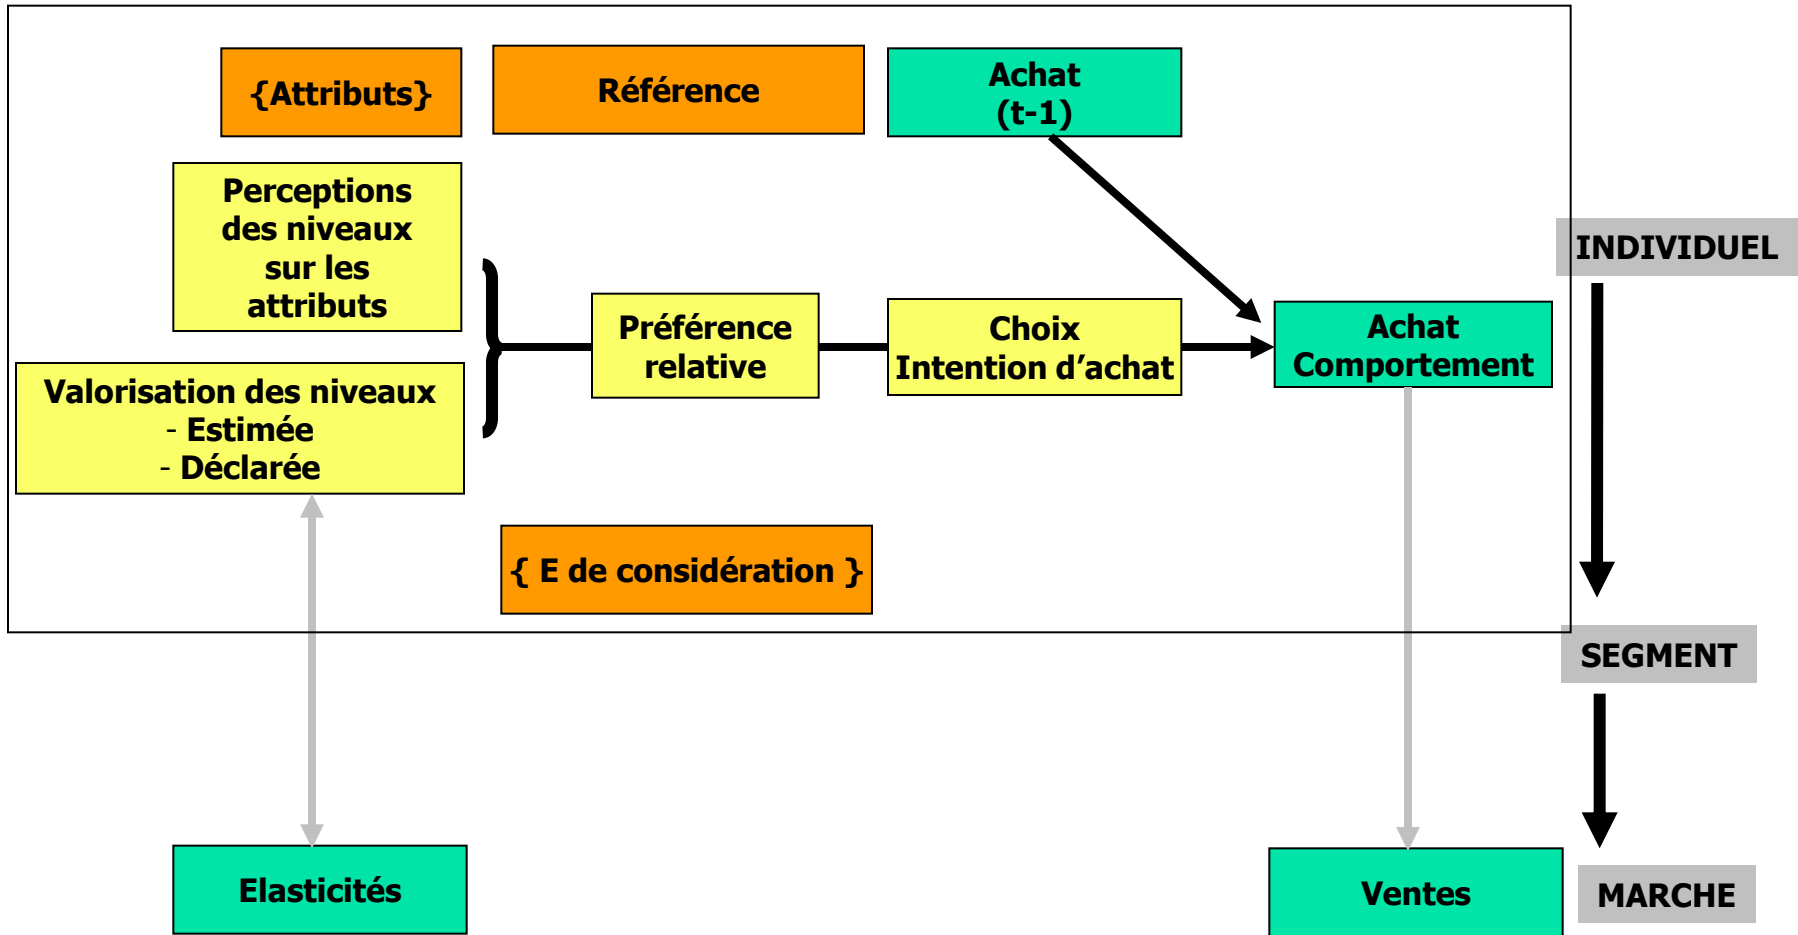 {Attributs}
Référence
Achat
(t-1)
Perceptions
des niveaux
sur les
attributs
INDIVIDUEL
Préférence
relative
Choix
Intention d’achat
Achat
Comportement
Valorisation des niveaux
- Estimée
- Déclarée
{ E de considération }
SEGMENT
Elasticités
Ventes
MARCHE